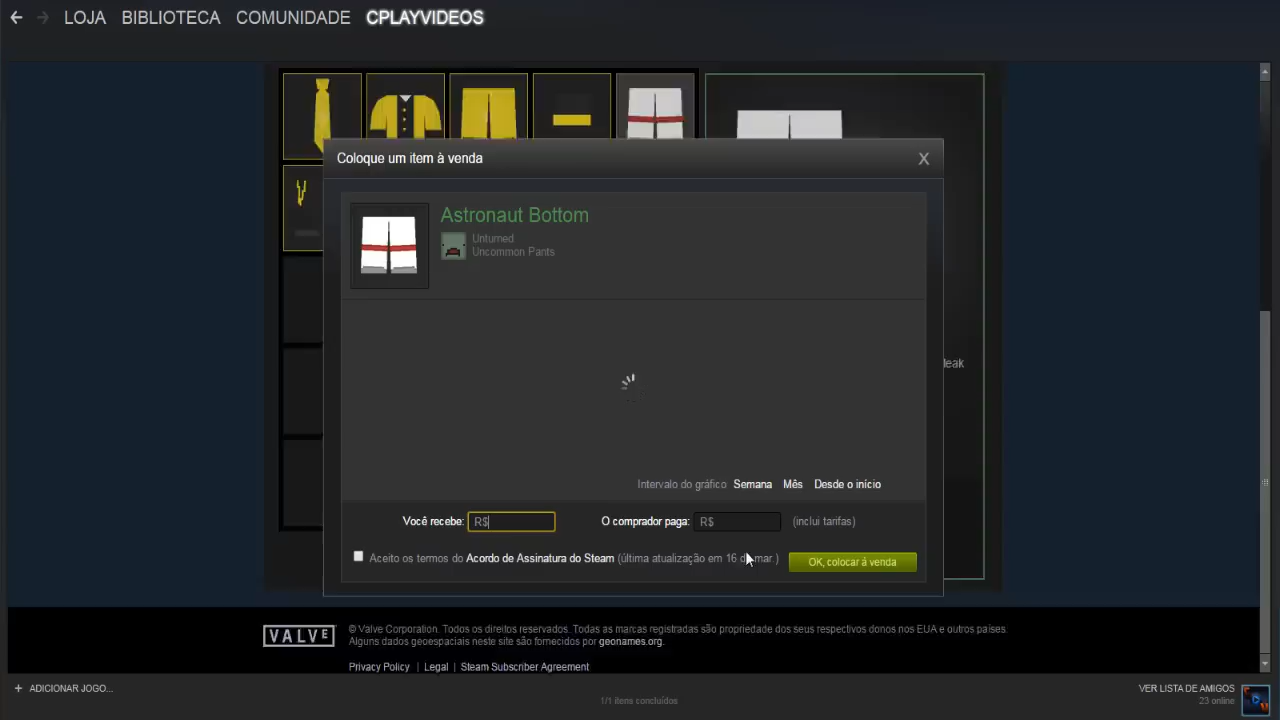 LOJA BIBLIOTECA COMUNIDADE CPLAYVIDEOS
Coloque um item à venda X
Astronaut Bottom
Unturned
Uncommon Pants
Intervalo do gráfico Semana Mês Desde o início
Você recebe: R$ O comprador paga: R$ (inclui tarifas)
Aceito os termos do Acordo de Assinatura do Steam (última atualização em 16 mar.)
OK, colocar à venda
VALVE
© Valve Corporation. Todos os direitos reservados. Todas as marcas registradas são propriedade dos seus respectivos donos nos EUA e outros países.
Alguns dados geoespaciais neste site são fornecidos por geonames.org.
Privacy Policy | Legal | Steam Subscriber Agreement
+ ADICIONAR JOGO...
1/1 itens concluídos
VER LISTA DE AMIGOS
23 online